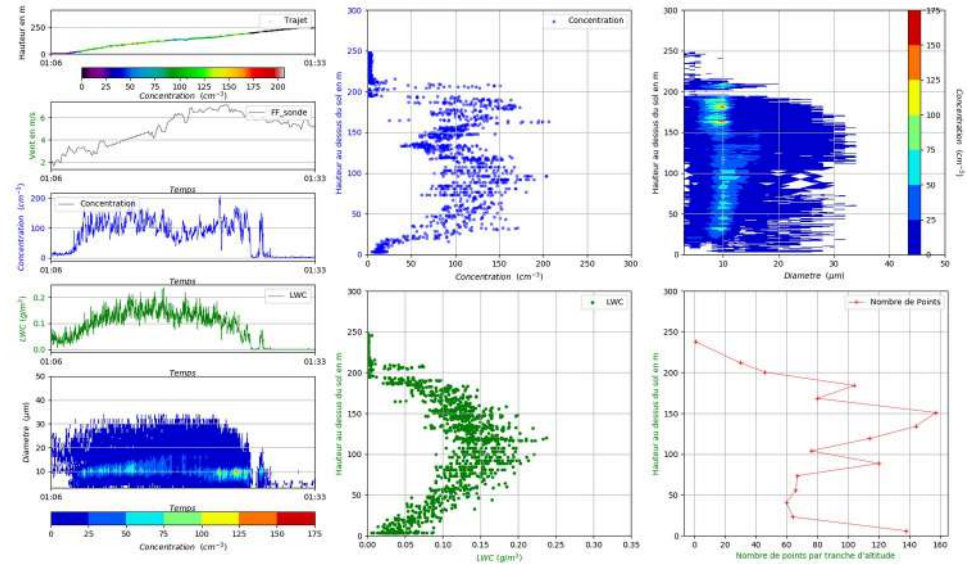 Hauteur en m
250
0
Trajet
01:06
01:33
0 25 50 75 100 125 150 175 200
Concentration (cm⁻³)
Vent en m/s
6
4
2
FF_sonde
01:06
01:33
Temps
Concentration (cm⁻³)
200
100
0
Concentration
01:06
01:33
Temps
LWC (g/m³)
0.2
0.1
0.0
LWC
01:06
01:33
Temps
Diametre (µm)
50
40
30
20
10
01:06
01:33
Temps
0 25 50 75 100 125 150 175
Concentration (cm⁻³)
Hauteur au dessus du sol en m
300
250
200
150
100
50
0
Concentration
0 50 100 150 200 250 300
Concentration (cm⁻³)
Hauteur au dessus du sol en m
300
250
200
150
100
50
0
LWC
0.00 0.05 0.10 0.15 0.20 0.25 0.30 0.35
LWC (g/m³)
Hauteur au dessus du sol en m
300
250
200
150
100
50
0
10 20 30 40 50
Diametre (µm)
175
150
125
100
75
50
25
0
Concentration (cm⁻³)
Hauteur au dessus du sol en m
300
250
200
150
100
50
0
Nombre de Points
0 20 40 60 80 100 120 140 160
Nombre de points par tranche d'altitude